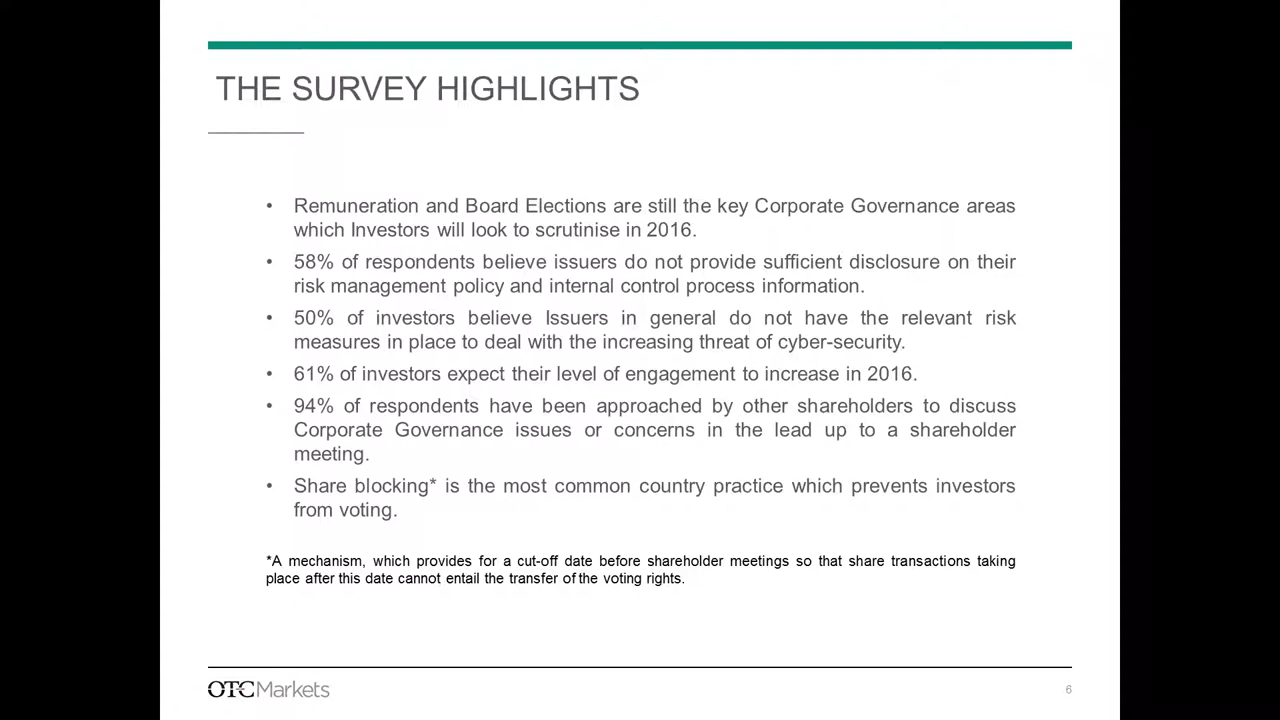 THE SURVEY HIGHLIGHTS
• Remuneration and Board Elections are still the key Corporate Governance areas
which Investors will look to scrutinise in 2016.
• 58% of respondents believe issuers do not provide sufficient disclosure on their
risk management policy and internal control process information.
• 50% of investors believe Issuers in general do not have the relevant risk
measures in place to deal with the increasing threat of cyber-security.
• 61% of investors expect their level of engagement to increase in 2016.
• 94% of respondents have been approached by other shareholders to discuss
Corporate Governance issues or concerns in the lead up to a shareholder
meeting.
• Share blocking* is the most common country practice which prevents investors
from voting.
*A mechanism, which provides for a cut-off date before shareholder meetings so that share transactions taking
place after this date cannot entail the transfer of the voting rights.
OTC Markets
6